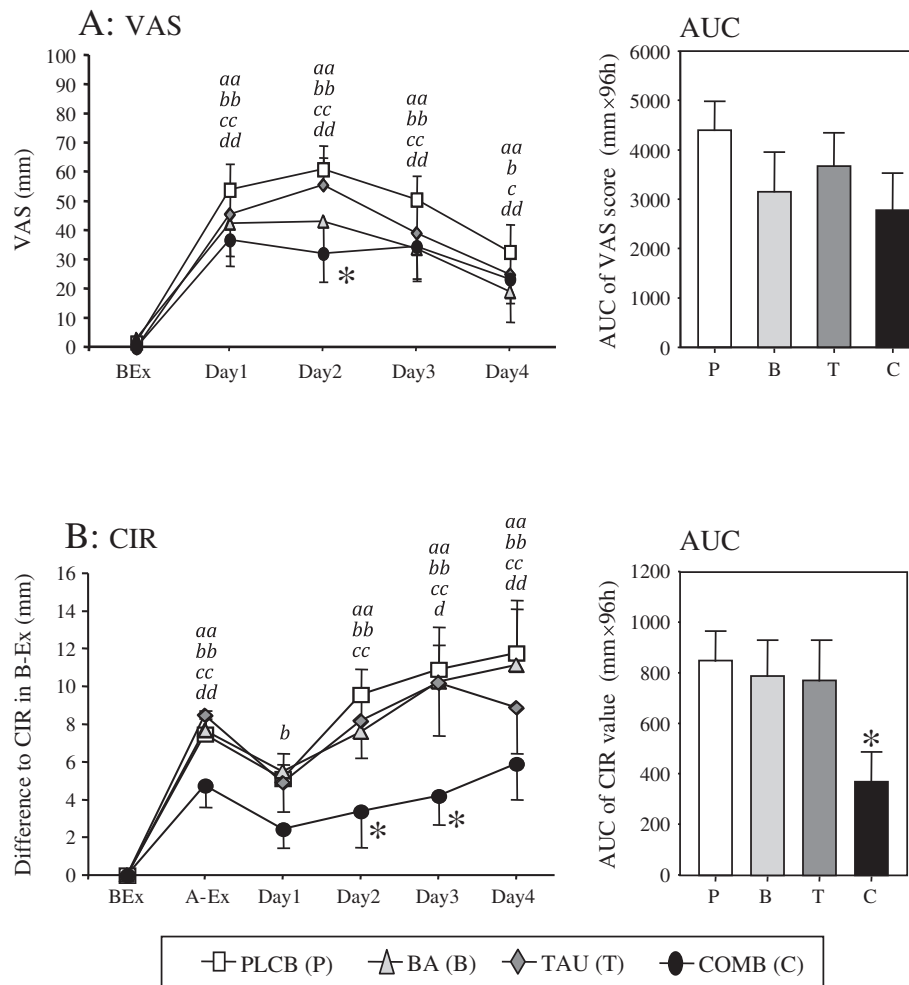 A: VAS
AUC
VAS (mm)
100
90
80
70
60
50
40
30
20
10
0
aa
bb
cc
dd
aa
bb
cc
dd
aa
bb
cc
dd
aa
b
c
dd
*
BEx Day1 Day2 Day3 Day4
AUC of VAS score (mm×96h)
6000
5000
4000
3000
2000
1000
0
P B T C
B: CIR
AUC
Difference to CIR in B-Ex (mm)
16
14
12
10
8
6
4
2
0
aa
bb
cc
dd
b
aa
bb
cc
aa
bb
cc
d
aa
bb
cc
dd
* *
BEx A-Ex Day1 Day2 Day3 Day4
AUC of CIR value (mm×96h)
1200
1000
800
600
400
200
0
*
P B T C
PLCB (P) BA (B) TAU (T) COMB (C)